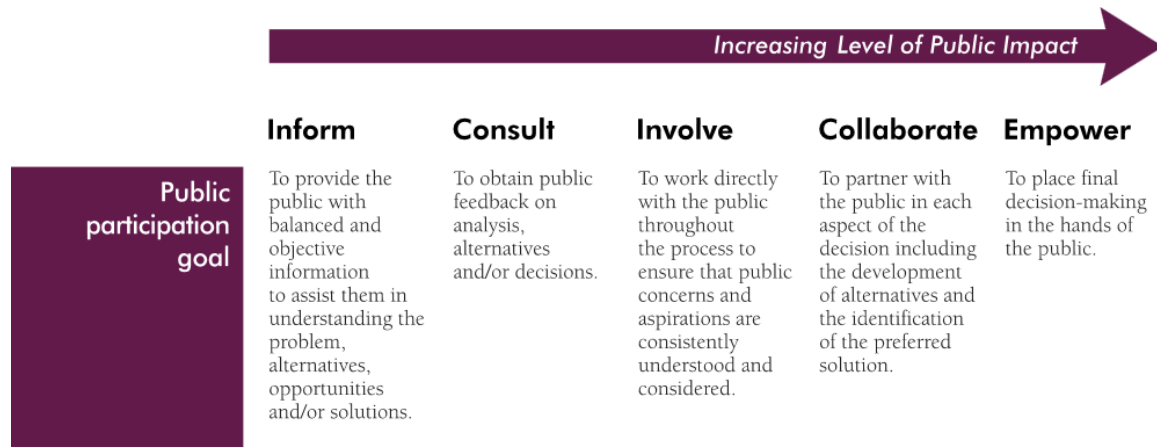 Increasing Level of Public Impact
Inform
Consult
Involve
Collaborate
Empower
Public
participation
goal
To provide the
public with
balanced and
objective
information
to assist them in
understanding the
problem,
alternatives,
opportunities
and/or solutions.
To obtain public
feedback on
analysis,
alternatives
and/or decisions.
To work directly
with the public
throughout
the process to
ensure that public
concerns and
aspirations are
consistently
understood and
considered.
To partner with
the public in each
aspect of the
decision including
the development
of alternatives and
the identification
of the preferred
solution.
To place final
decision-making
in the hands of
the public.